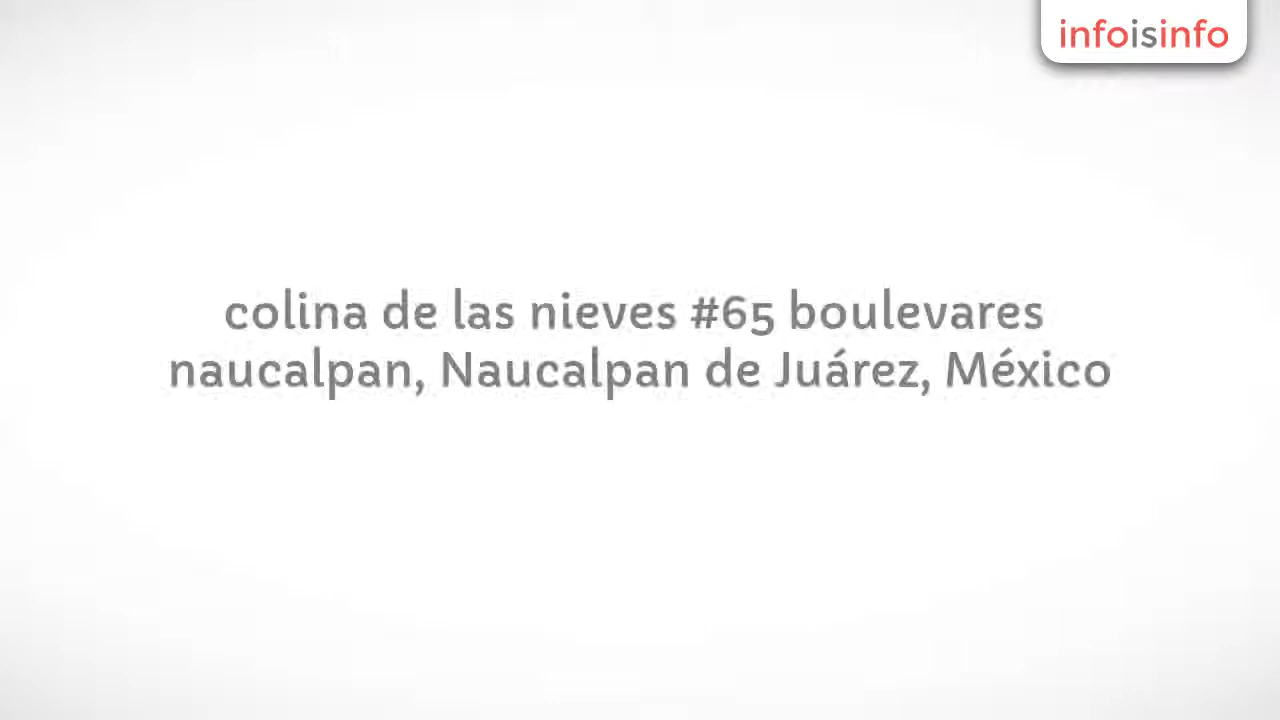 infoisinfo
colina de las nieves #65 boulevares
naucalpan, Naucalpan de Juárez, México